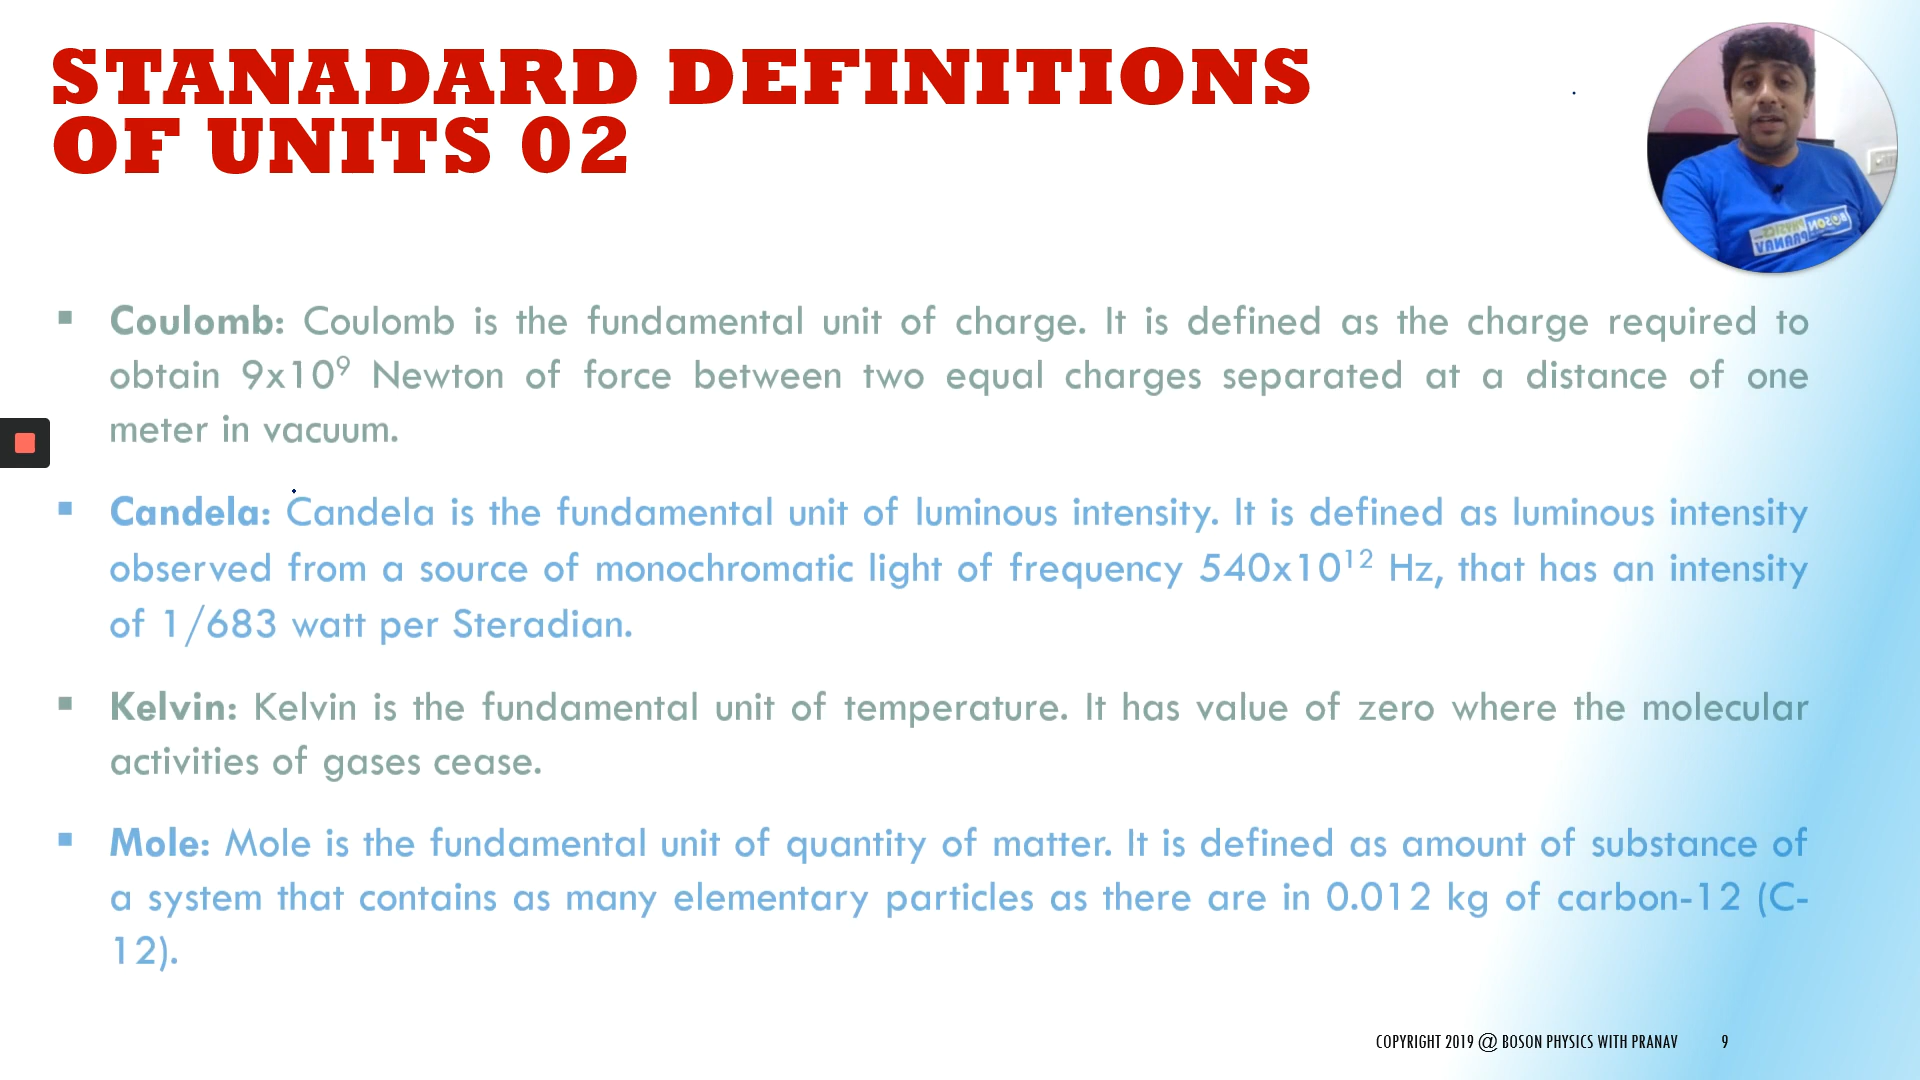 STANADARD DEFINITIONS
OF UNITS 02
BOSON PHYSICS
PRANAV
▪ Coulomb: Coulomb is the fundamental unit of charge. It is defined as the charge required to
obtain 9x10⁹ Newton of force between two equal charges separated at a distance of one
meter in vacuum.
▪ Candela: Candela is the fundamental unit of luminous intensity. It is defined as luminous intensity
observed from a source of monochromatic light of frequency 540x10¹² Hz, that has an intensity
of 1/683 watt per Steradian.
▪ Kelvin: Kelvin is the fundamental unit of temperature. It has value of zero where the molecular
activities of gases cease.
▪ Mole: Mole is the fundamental unit of quantity of matter. It is defined as amount of substance of
a system that contains as many elementary particles as there are in 0.012 kg of carbon-12 (C-
12).
COPYRIGHT 2019 @ BOSON PHYSICS WITH PRANAV 9